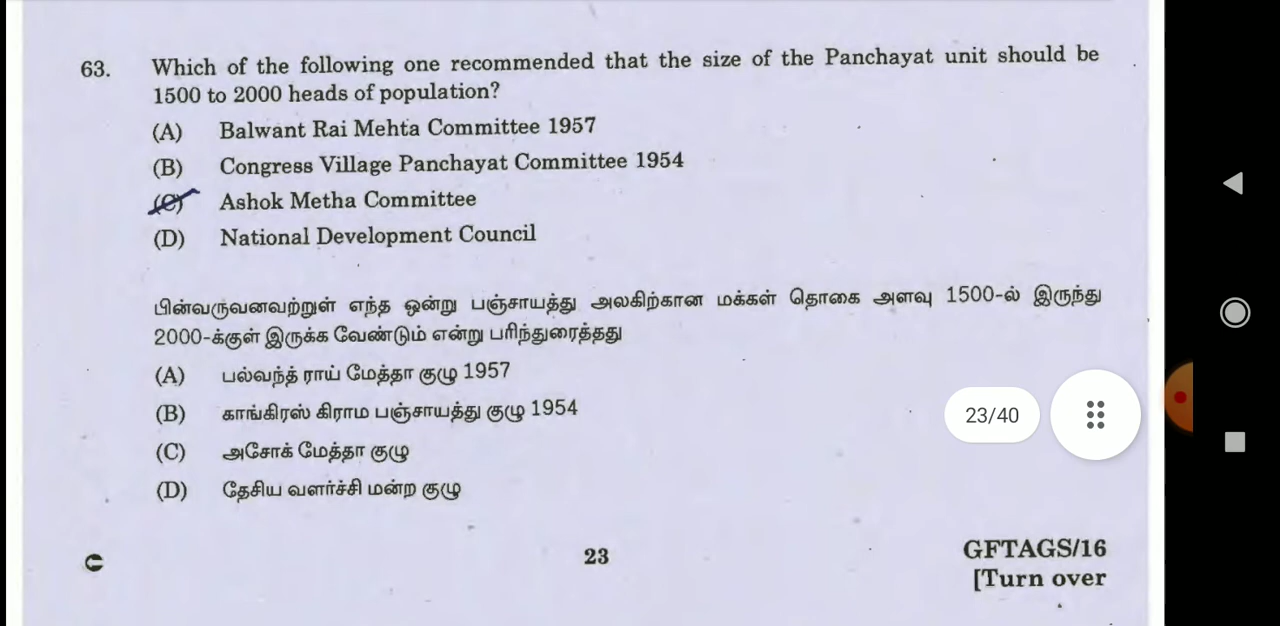 63. Which of the following one recommended that the size of the Panchayat unit should be
1500 to 2000 heads of population?
(A) Balwant Rai Mehta Committee 1957
(B) Congress Village Panchayat Committee 1954
(C) Ashok Metha Committee
(D) National Development Council
பின்வருவனவற்றுள் எந்த ஒன்று பஞ்சாயத்து அலகிற்கான மக்கள் தொகை அளவு 1500-ல் இருந்து
2000-க்குள் இருக்க வேண்டும் என்று பரிந்துரைத்தது
(A) பல்வந்த் ராய் மேத்தா குழு 1957
(B) காங்கிரஸ் கிராம பஞ்சாயத்து குழு 1954
(C) அசோக் மேத்தா குழு
(D) தேசிய வளர்ச்சி மன்ற குழு
23/40
23
GFTAGS/16
[Turn over